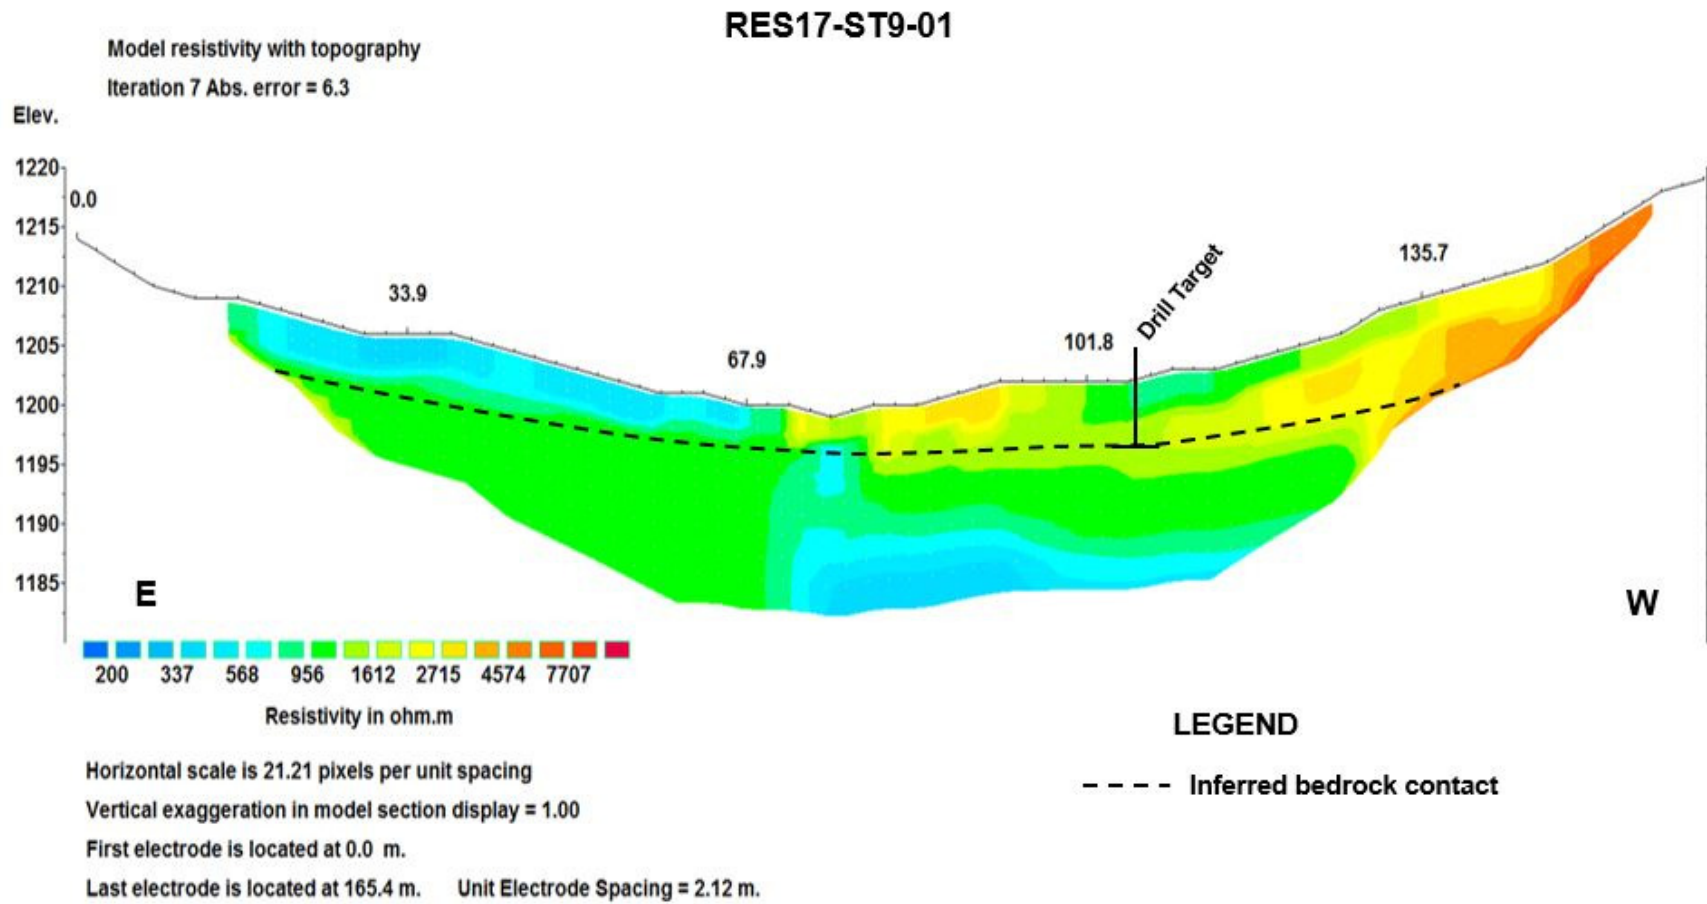 RES17-ST9-01
Model resistivity with topography
Iteration 7 Abs. error = 6.3
Elev.
1220
0.0
1215
135.7
Drill Target
1210
33.9
1205
101.8
67.9
1200
1195
1190
1185
E
W
200 337 568 956 1612 2715 4574 7707
Resistivity in ohm.m
LEGEND
Inferred bedrock contact
Horizontal scale is 21.21 pixels per unit spacing
Vertical exaggeration in model section display = 1.00
First electrode is located at 0.0 m.
Last electrode is located at 165.4 m. Unit Electrode Spacing = 2.12 m.